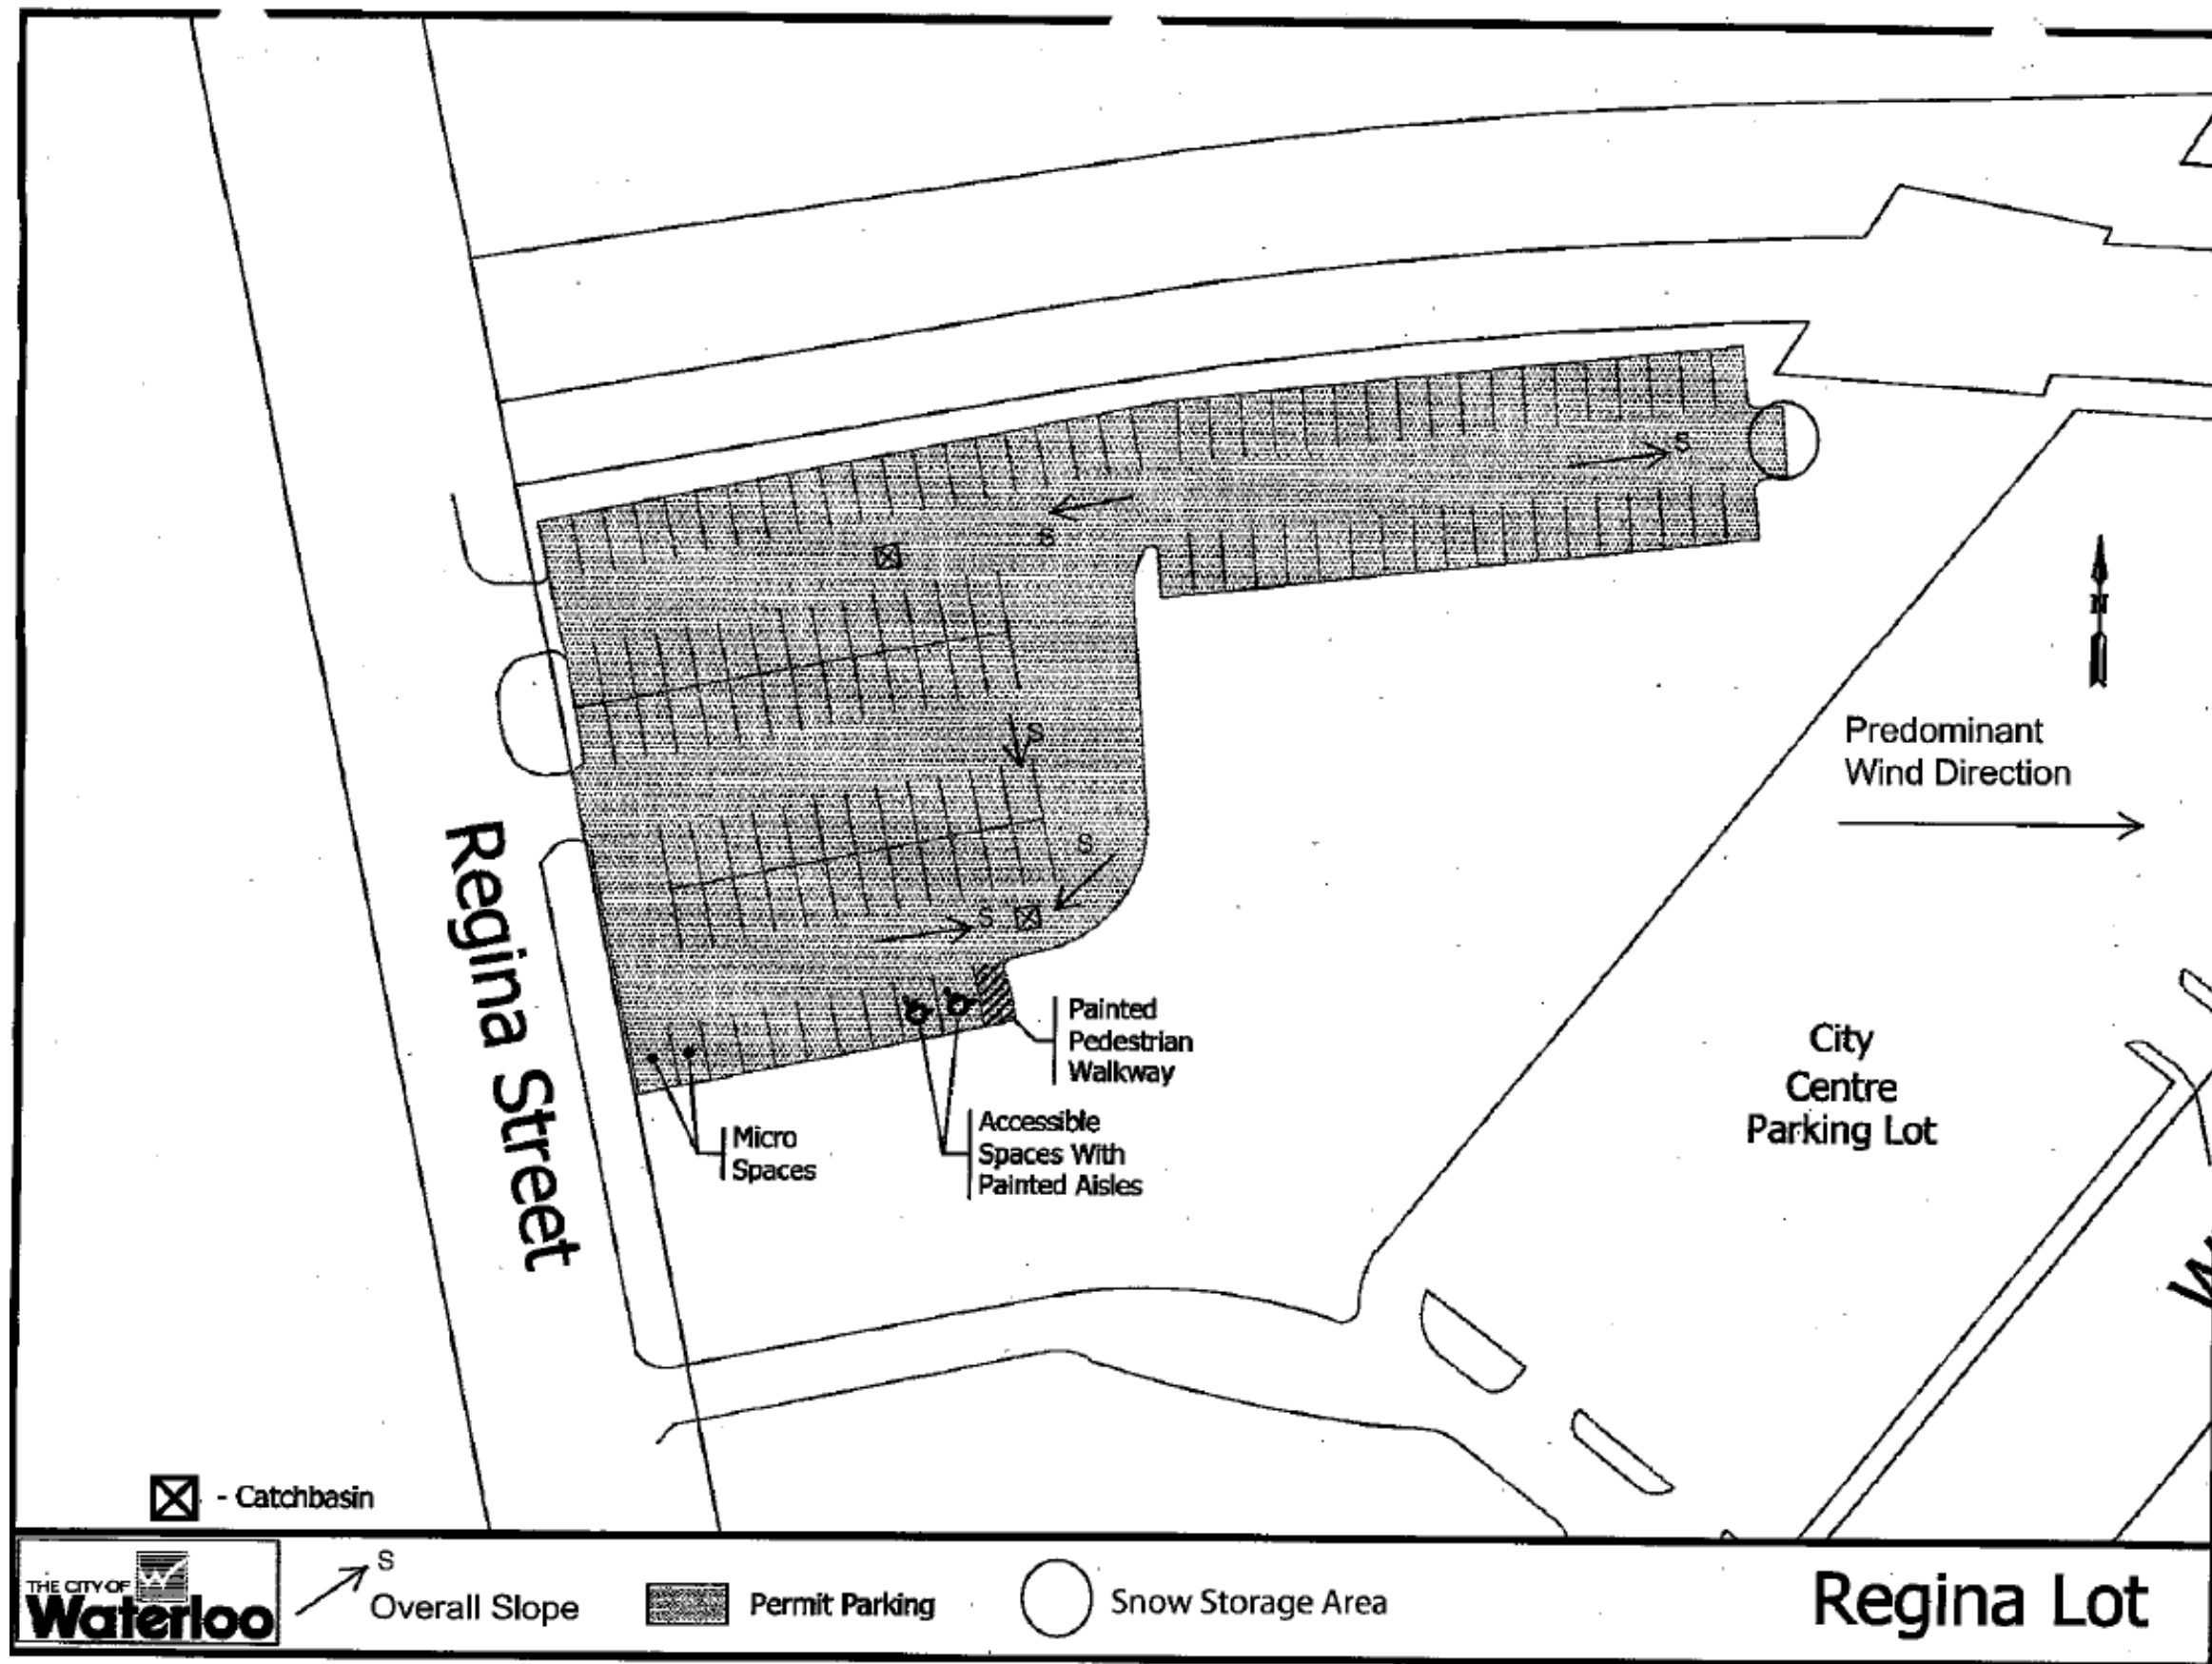 S
S
S
S
S
N
Predominant
Wind Direction
Regina Street
Painted
Pedestrian
Walkway
City
Centre
Parking Lot
Micro
Spaces
Accessible
Spaces With
Painted Aisles
- Catchbasin
THE CITY OF
Waterloo
S
Overall Slope
Permit Parking
Snow Storage Area
Regina Lot